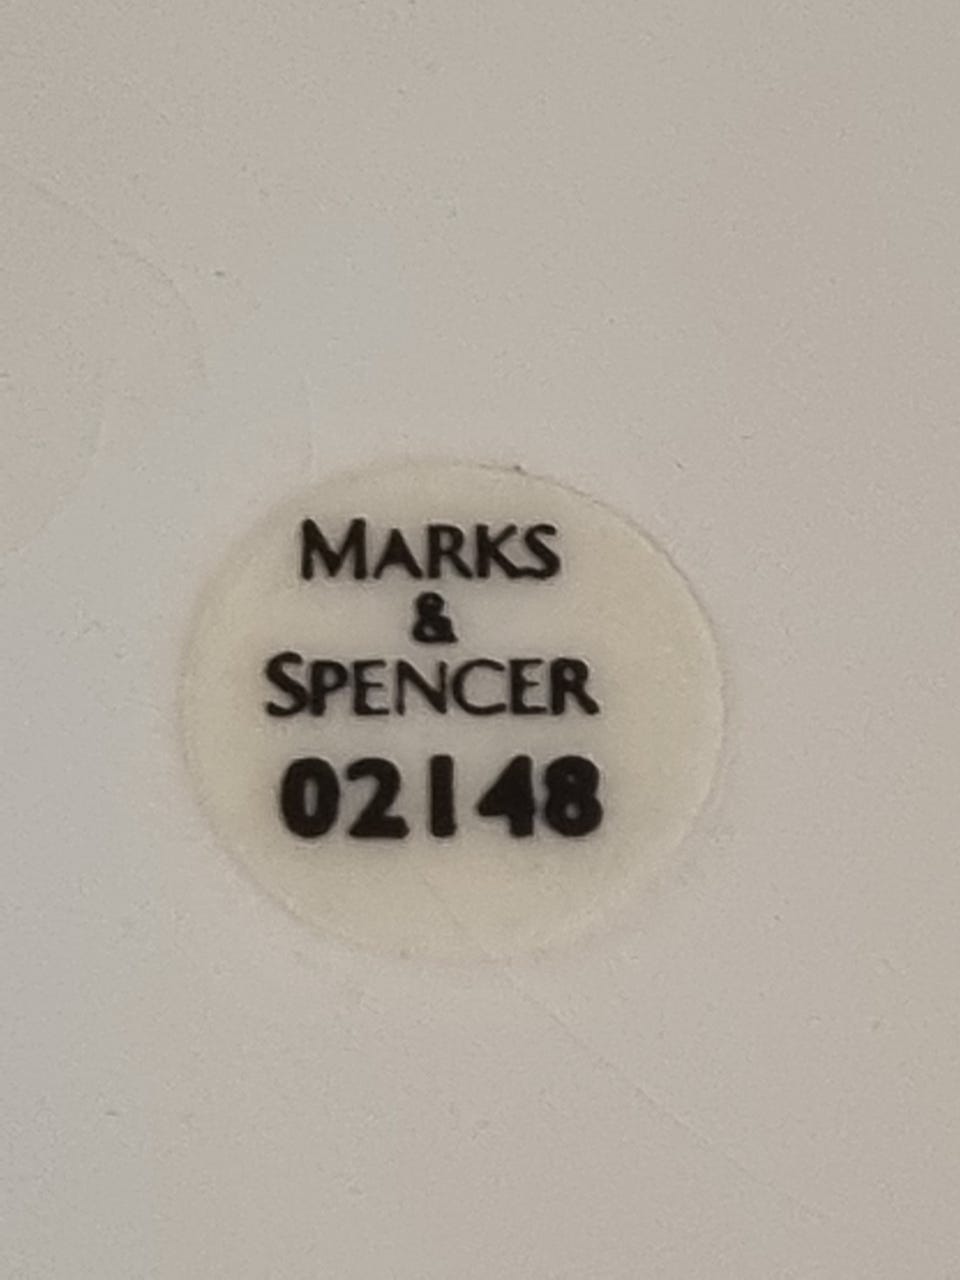 MARKS
&
SPENCER
02148